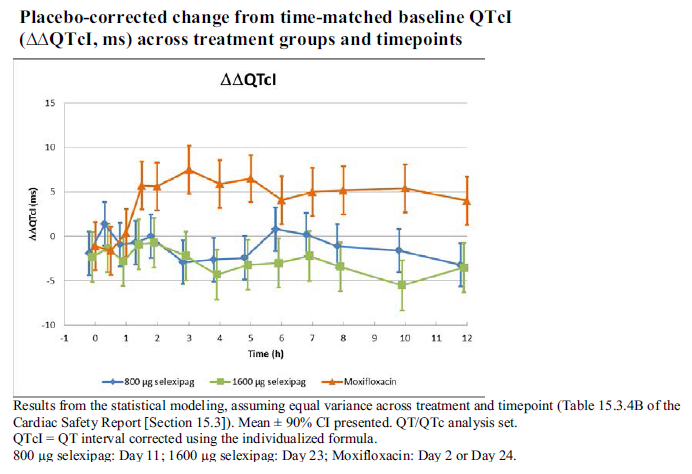 Placebo-corrected change from time-matched baseline QTcI
(ΔΔQTcI, ms) across treatment groups and timepoints
ΔΔQTcI
15
10
5
0
-5
-10
ΔΔQTcI (ms)
-1 0 1 2 3 4 5 6 7 8 9 10 11 12
Time (h)
800 µg selexipag 1600 µg selexipag Moxifloxacin
Results from the statistical modeling, assuming equal variance across treatment and timepoint (Table 15.3.4B of the
Cardiac Safety Report [Section 15.3]). Mean ± 90% CI presented. QT/QTc analysis set.
QTcI = QT interval corrected using the individualized formula.
800 µg selexipag: Day 11; 1600 µg selexipag: Day 23; Moxifloxacin: Day 2 or Day 24.